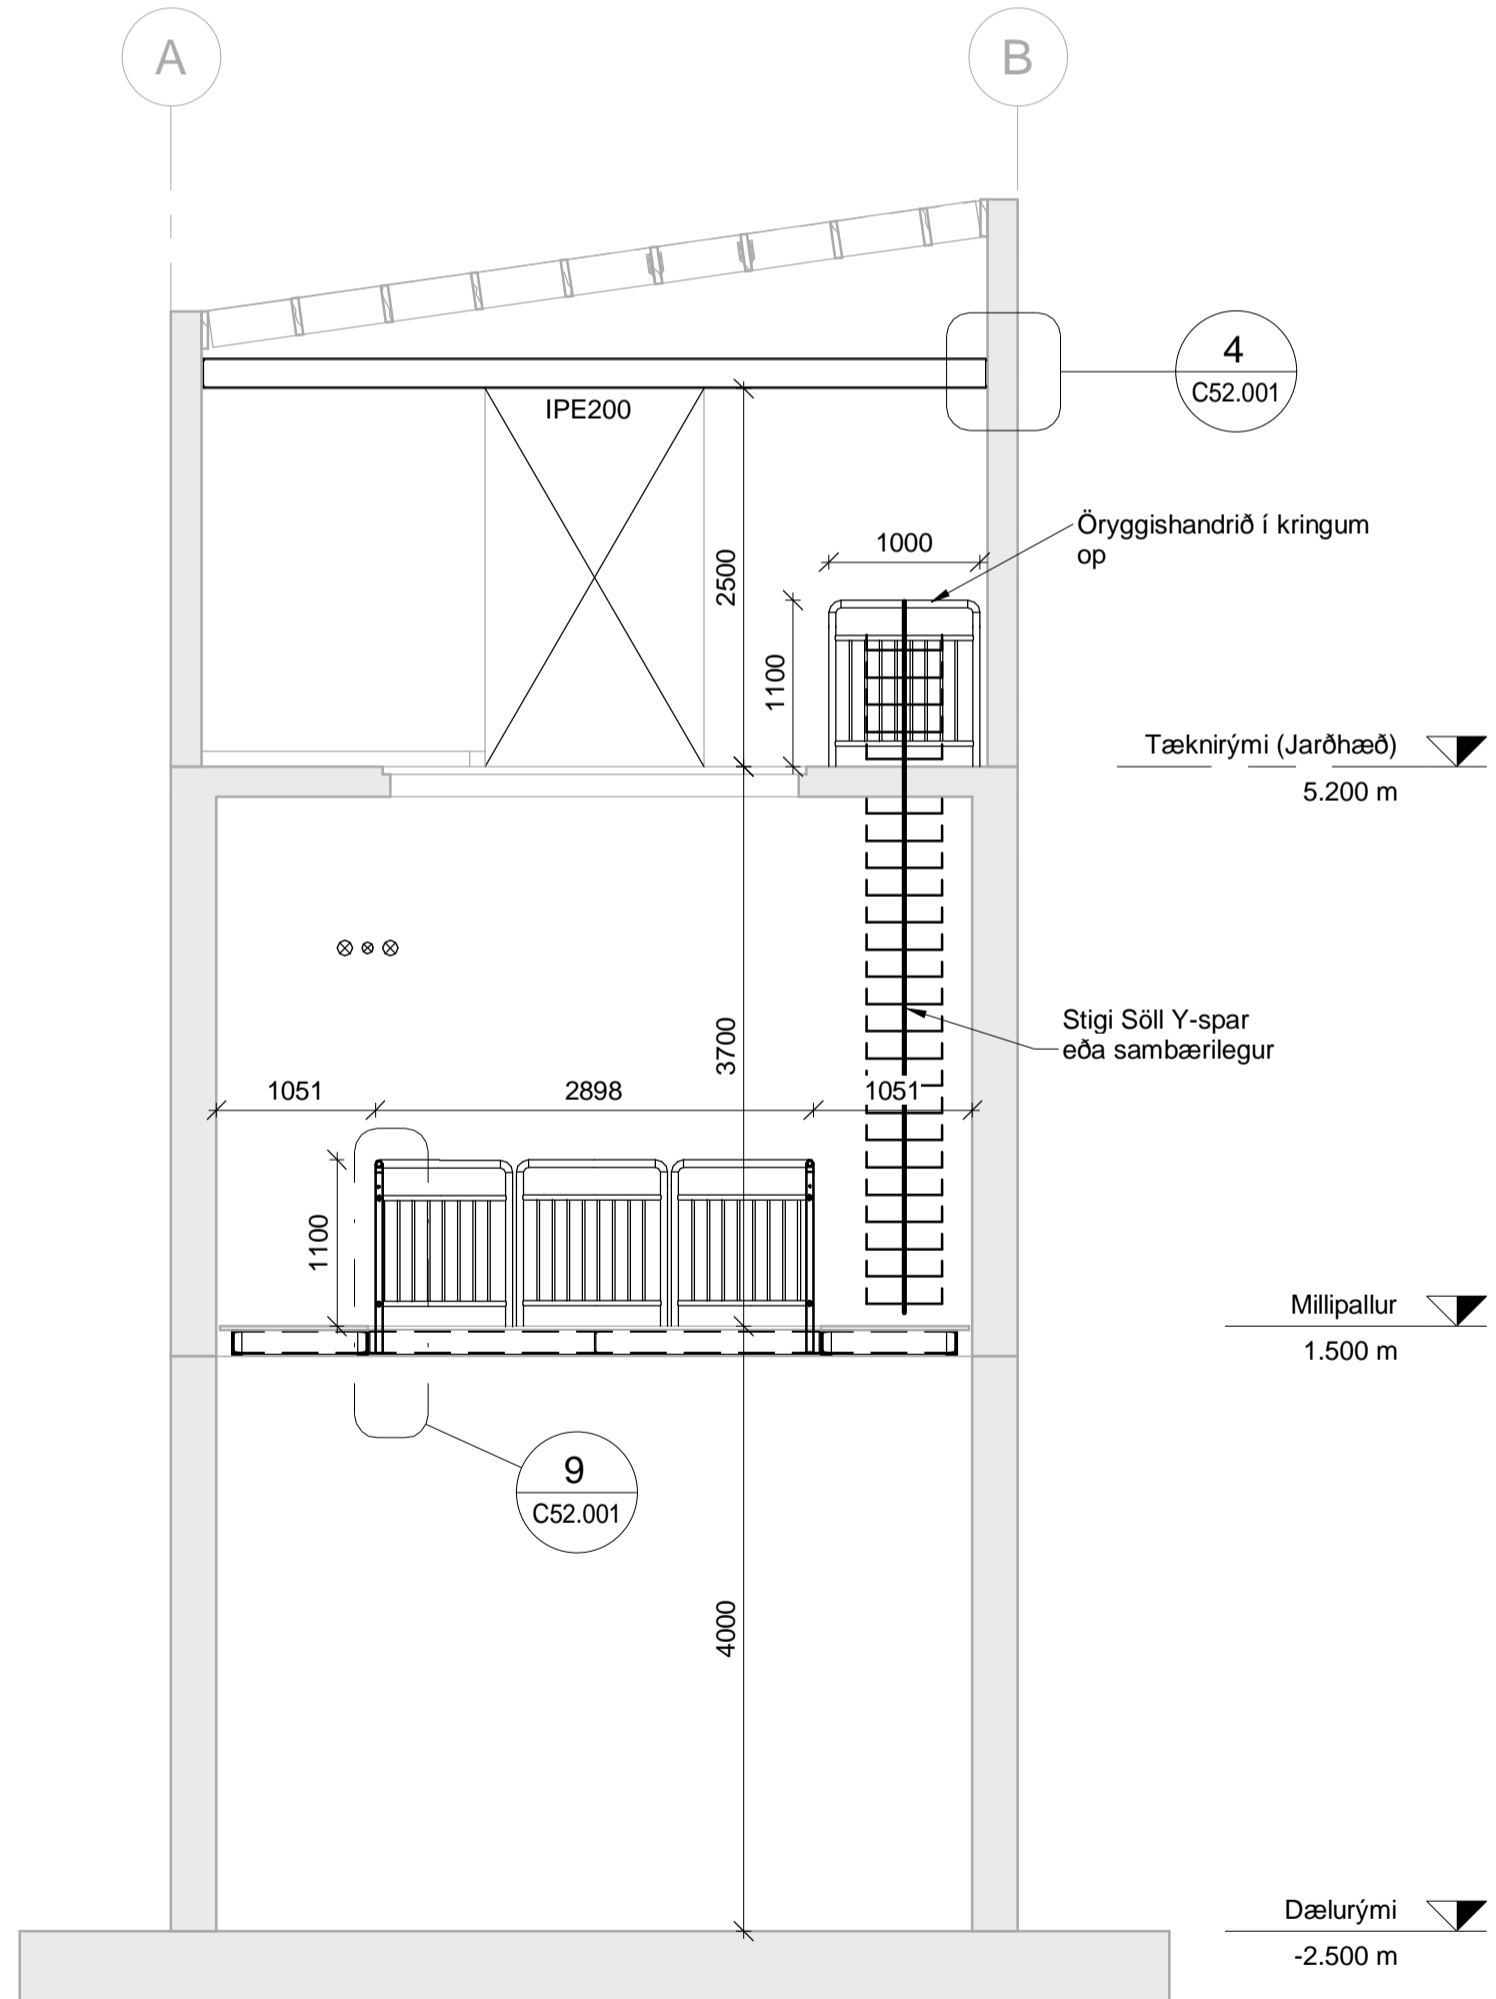 A
B
4
C52.001
IPE200
Öryggishandrið í kringum
op
1000
2500
1100
Tæknirými (Jarðhæð)
5.200 m
Stigi Söll Y-spar
eða sambærilegur
3700
1051
2898
1051
1100
Millipallur
1.500 m
9
C52.001
4000
Dælurými
-2.500 m